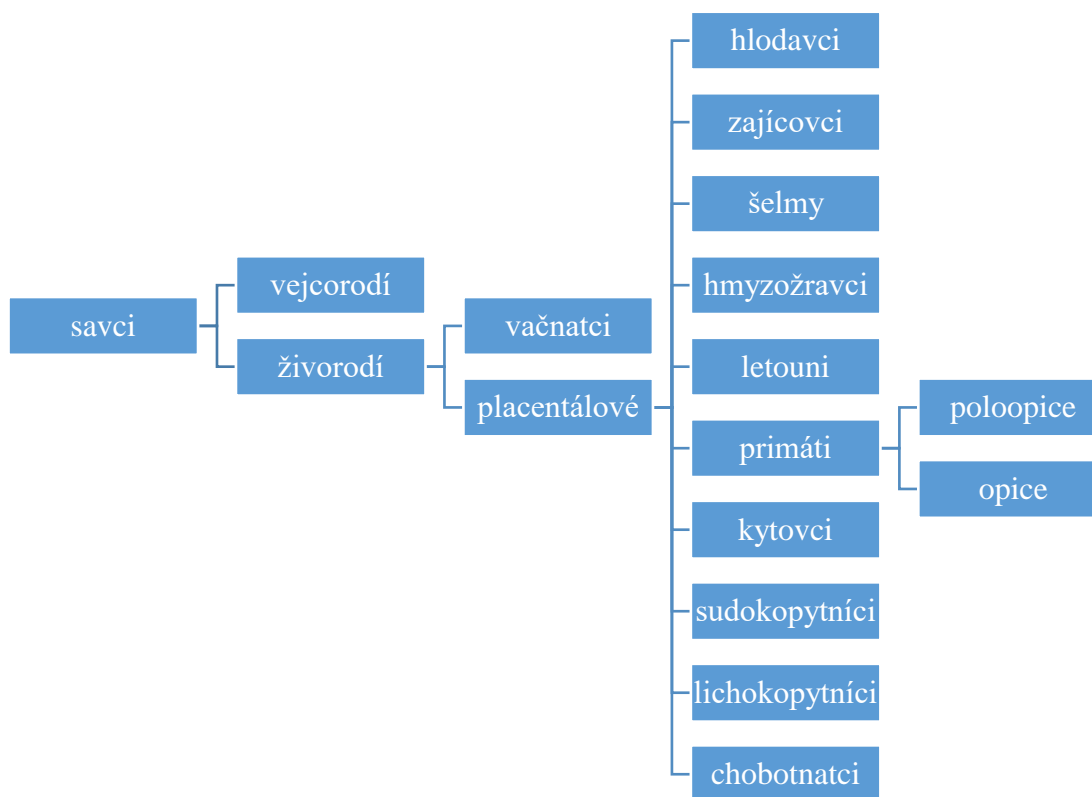 savci
vejcorodí
živorodí
vačnatci
placentálové
hlodavci
zajícovci
šelmy
hmyzožravci
letouni
primáti
kytovci
sudokopytníci
lichokopytníci
chobotnatci
poloopice
opice